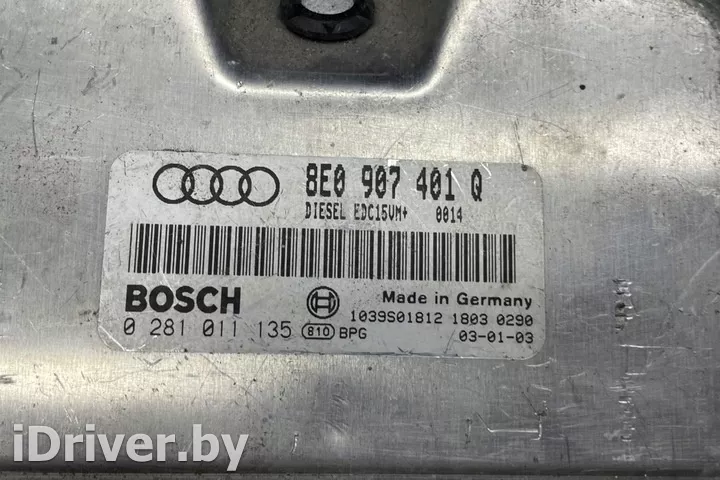 8E0 907 401 Q
DIESEL EDC15VM+ 0014
BOSCH
Made in Germany
1039S01812 1803 0290
0 281 011 135 810 BPG 03-01-03
iDriver.by